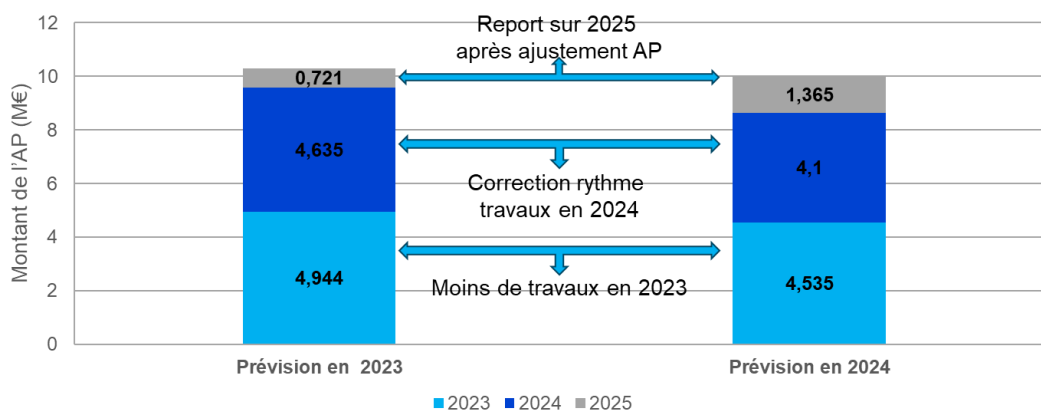 Montant de l'AP (M€)
12
10
8
6
4
2
0
Report sur 2025
après ajustement AP
0,721
1,365
4,635
4,1
Correction rythme
travaux en 2024
4,944
4,535
Moins de travaux en 2023
Prévision en 2023
Prévision en 2024
2023 2024 2025